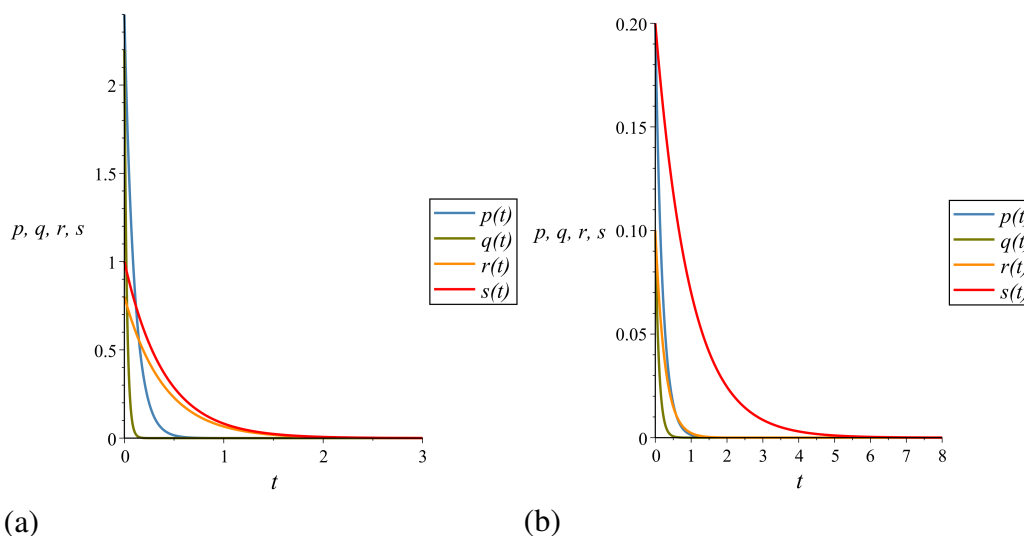 2
1.5
p, q, r, s
1
0.5
0
0 1 2 3
t
p(t)
q(t)
r(t)
s(t)
(a)
0.20
0.15
p, q, r, s
0.10
0.05
0
0 1 2 3 4 5 6 7 8
t
p(t)
q(t)
r(t)
s(t)
(b)